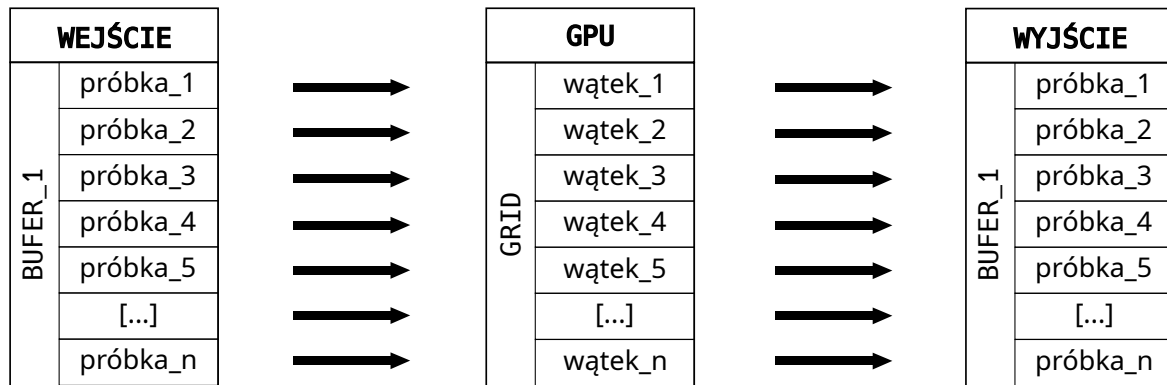 WEJŚCIE GPU WYJŚCIE
BUFER_1 GRID BUFER_1
próbka_1 wątek_1 próbka_1
próbka_2 wątek_2 próbka_2
próbka_3 wątek_3 próbka_3
próbka_4 wątek_4 próbka_4
próbka_5 wątek_5 próbka_5
[...] [...] [...]
próbka_n wątek_n próbka_n